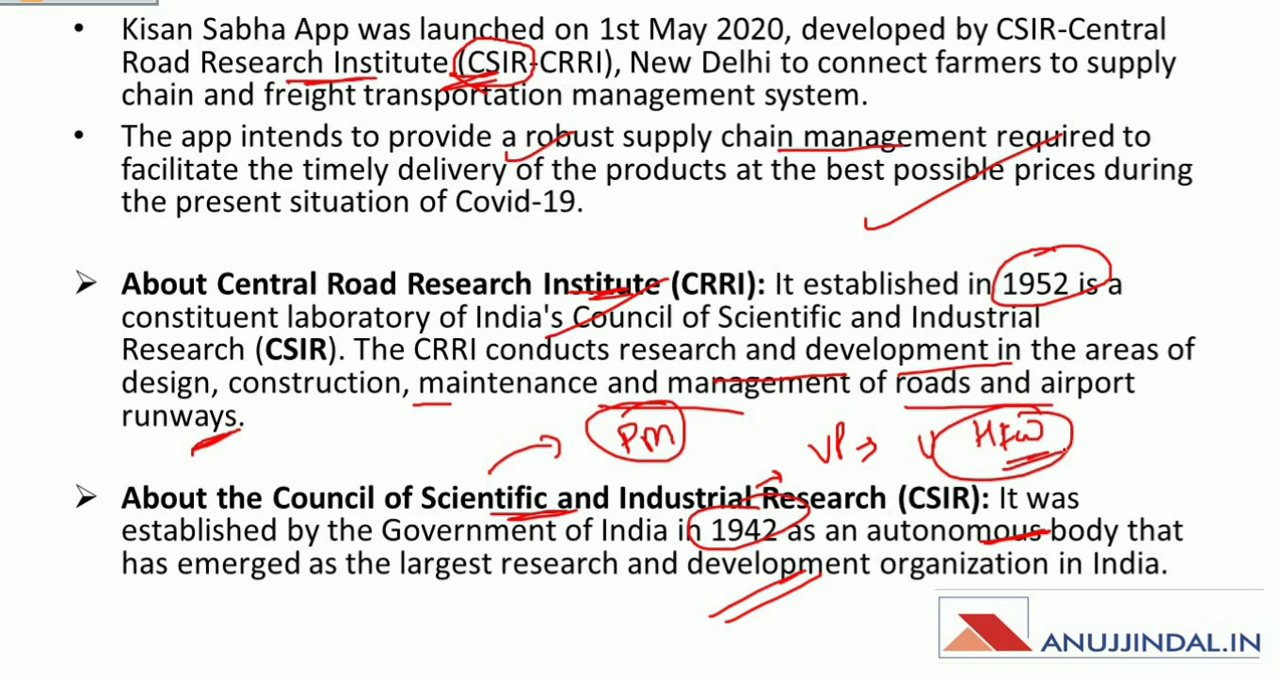 • Kisan Sabha App was launched on 1st May 2020, developed by CSIR-Central
Road Research Institute (CSIR-CRRI), New Delhi to connect farmers to supply
chain and freight transportation management system.
• The app intends to provide a robust supply chain management required to
facilitate the timely delivery of the products at the best possible prices during
the present situation of Covid-19.
➢ About Central Road Research Institute (CRRI): It established in 1952 is a
constituent laboratory of India's Council of Scientific and Industrial
Research (CSIR). The CRRI conducts research and development in the areas of
design, construction, maintenance and management of roads and airport
runways.
PM VP → HFW
➢ About the Council of Scientific and Industrial Research (CSIR): It was
established by the Government of India in 1942 as an autonomous body that
has emerged as the largest research and development organization in India.
ANUJJINDAL.IN